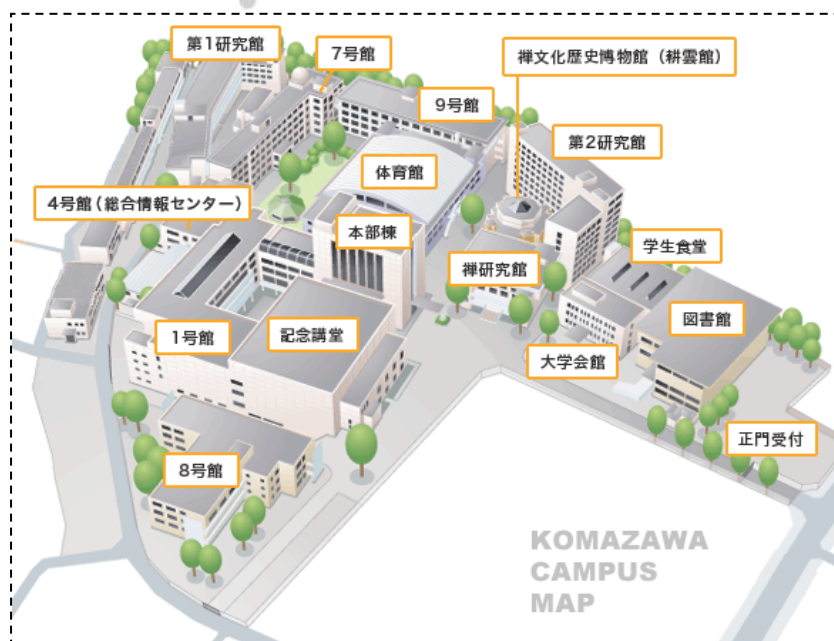 第1研究館
7号館
禅文化歴史博物館（耕雲館）
9号館
第2研究館
体育館
4号館（総合情報センター）
本部棟
学生食堂
禅研究館
図書館
1号館
記念講堂
大学会館
正門受付
8号館
KOMAZAWA
CAMPUS
MAP